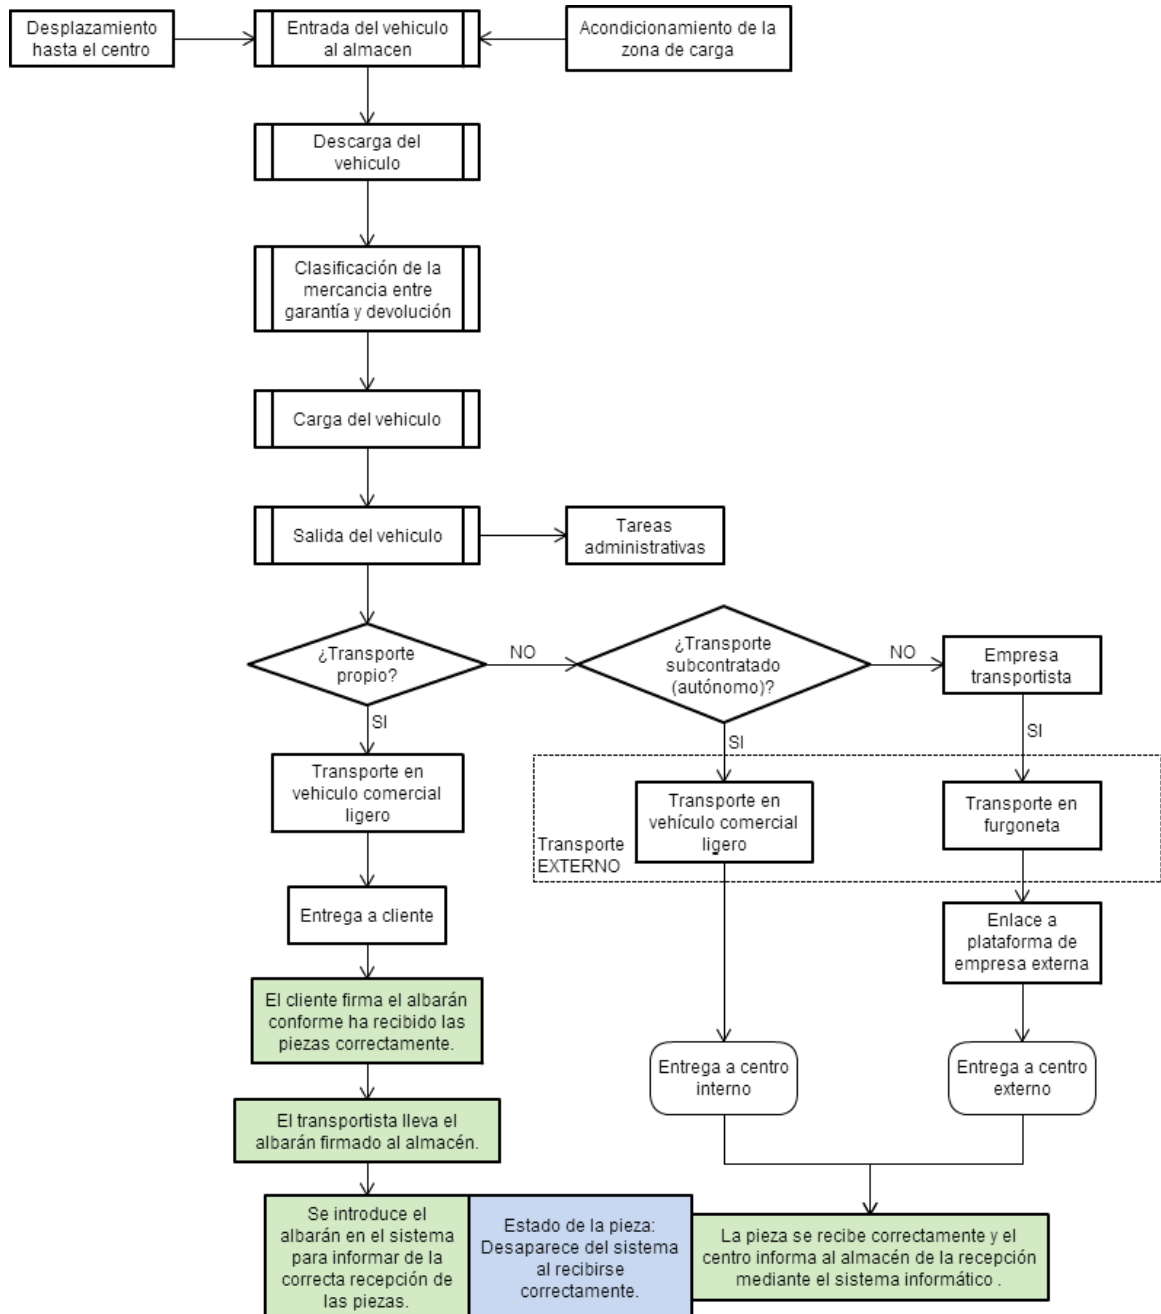 Desplazamiento
hasta el centro
Entrada del vehiculo
al almacen
Acondicionamiento de la
zona de carga
Descarga del
vehiculo
Clasificación de la
mercancia entre
garantía y devolución
Carga del vehiculo
Salida del vehiculo
Tareas
administrativas
¿Transporte
propio?
NO
¿Transporte
subcontratado
(autónomo)?
NO
Empresa
transportista
SI
SI
SI
Transporte en
vehiculo comercial
ligero
Transporte
EXTERNO
Transporte en
vehículo comercial
ligero
Transporte en
furgoneta
Entrega a cliente
Enlace a
plataforma de
empresa externa
El cliente firma el albarán
conforme ha recibido las
piezas correctamente.
Entrega a centro
interno
Entrega a centro
externo
El transportista lleva el
albarán firmado al almacén.
Se introduce el
albarán en el sistema
para informar de la
correcta recepción de
las piezas.
Estado de la pieza:
Desaparece del sistema
al recibirse
correctamente.
La pieza se recibe correctamente y el
centro informa al almacén de la recepción
mediante el sistema informático .